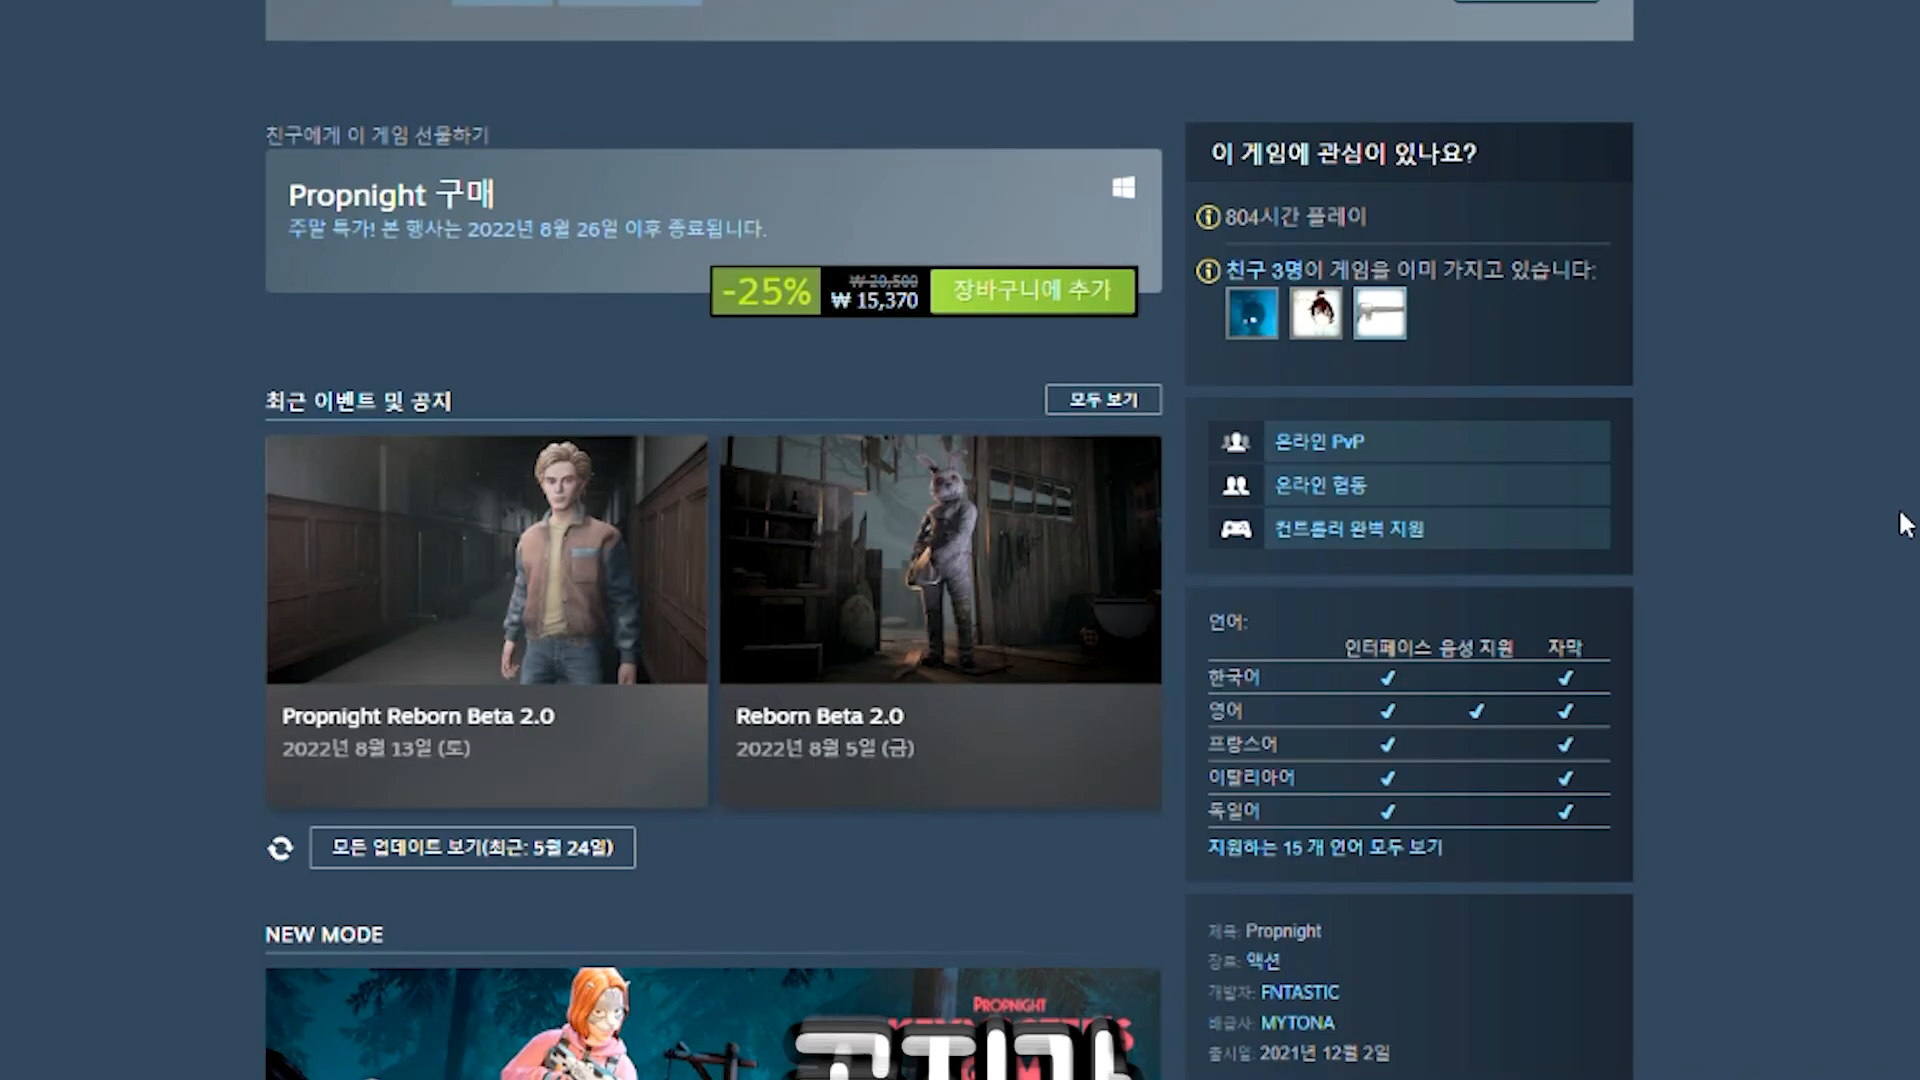 친구에게 이 게임 선물하기
Propnight 구매
주말 특가! 본 행사는 2022년 8월 26일 이후 종료됩니다.
-25%
₩ 20,500
₩ 15,370
장바구니에 추가
최근 이벤트 및 공지
모두 보기
Propnight Reborn Beta 2.0
2022년 8월 13일 (토)
Reborn Beta 2.0
2022년 8월 5일 (금)
모든 업데이트 보기(최근: 5월 24일)
NEW MODE
PROPNIGHT
이 게임에 관심이 있나요?
804시간 플레이
친구 3명이 게임을 이미 가지고 있습니다:
온라인 PvP
온라인 협동
컨트롤러 완벽 지원
언어:
인터페이스 음성 지원 자막
한국어
영어
프랑스어
이탈리아어
독일어
지원하는 15 개 언어 모두 보기
제목: Propnight
장르: 액션
개발자: FNTASTIC
배급사: MYTONA
출시일: 2021년 12월 2일